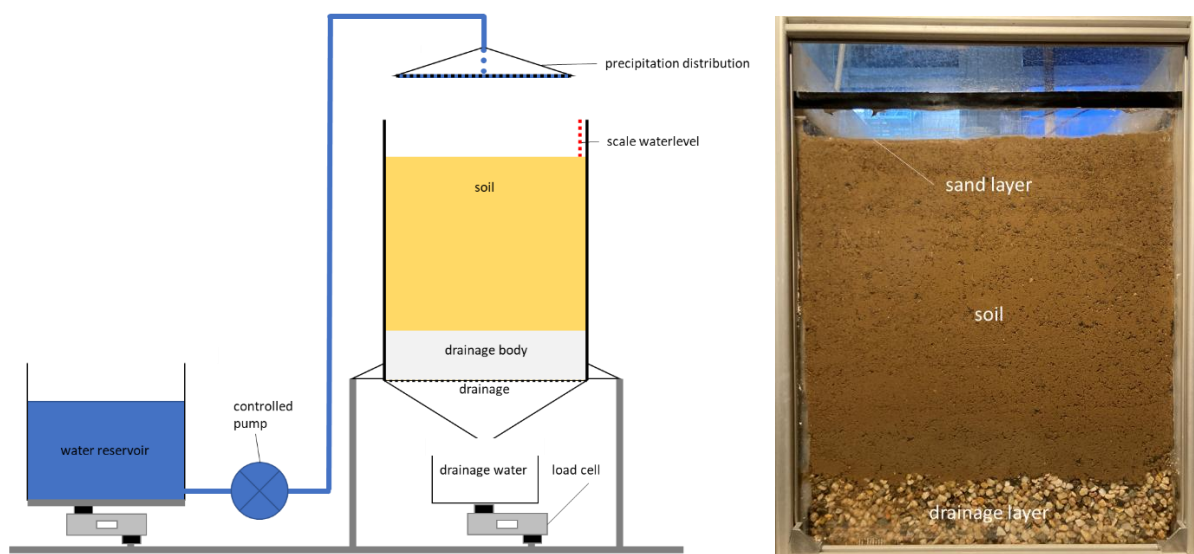 precipitation distribution
scale waterlevel
soil
drainage body
drainage
controlled
pump
water reservoir
drainage water
load cell
sand layer
soil
drainage layer